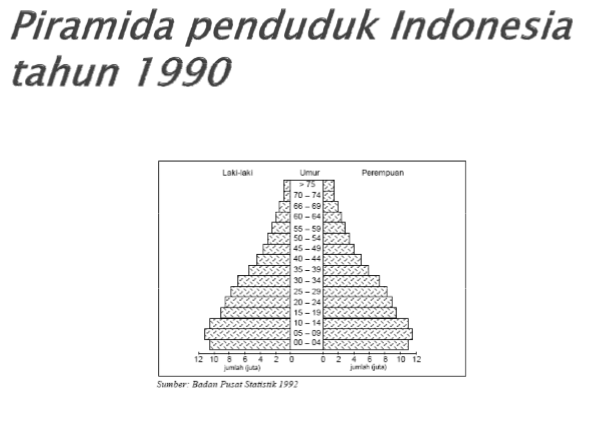 Piramida penduduk Indonesia
tahun 1990
Laki-laki Umur Perempuan
> 75
70 – 74
66 – 69
60 – 64
55 – 59
50 – 54
45 – 49
40 – 44
35 – 39
30 – 34
25 – 29
20 – 24
15 – 19
10 – 14
05 – 09
00 – 04
12 10 8 6 4 2 0 0 2 4 6 8 10 12
jumlah (juta) jumlah (juta)
Sumber: Badan Pusat Statistik 1992